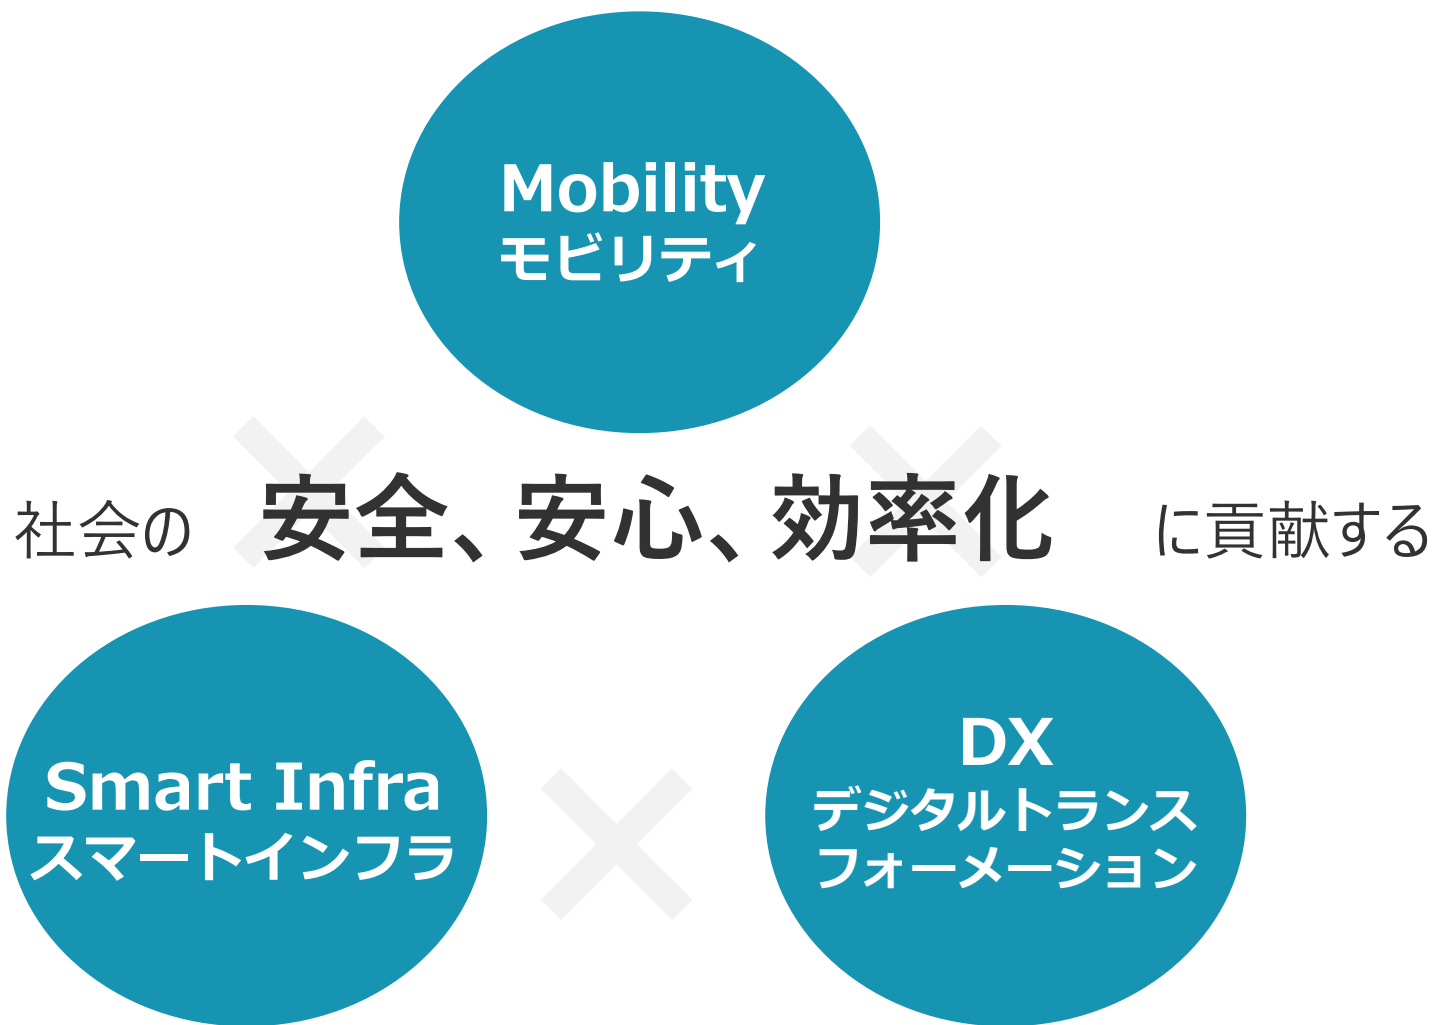 Mobility
モビリティ
社会の 安全、安心、効率化 に貢献する
Smart Infra
スマートインフラ
DX
デジタルトランス
フォーメーション